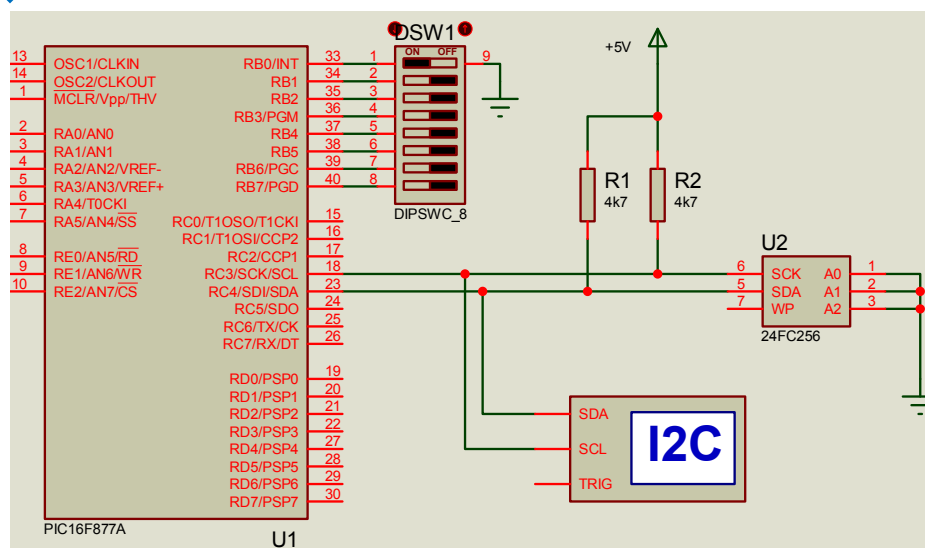 DSW1
ON OFF
+5V
13 OSC1/CLKIN RB0/INT 33 1 9
14 OSC2/CLKOUT RB1 34 2
1 MCLR/Vpp/THV RB2 35 3
RB3/PGM 36 4
2 RA0/AN0 RB4 37 5
3 RA1/AN1 RB5 38 6
4 RA2/AN2/VREF- RB6/PGC 39 7
5 RA3/AN3/VREF+ RB7/PGD 40 8
6 RA4/T0CKI
7 RA5/AN4/SS RC0/T1OSO/T1CKI 15
DIPSWC_8
RC1/T1OSI/CCP2 16
8 RE0/AN5/RD RC2/CCP1 17
9 RE1/AN6/WR RC3/SCK/SCL 18
10 RE2/AN7/CS RC4/SDI/SDA 23
RC5/SDO 24
RC6/TX/CK 25
RC7/RX/DT 26
RD0/PSP0 19
RD1/PSP1 20
RD2/PSP2 21
RD3/PSP3 22
RD4/PSP4 27
RD5/PSP5 28
RD6/PSP6 29
RD7/PSP7 30
PIC16F877A
U1
R1
4k7
R2
4k7
U2
6 SCK A0 1
5 SDA A1 2
7 WP A2 3
24FC256
SDA
SCL
TRIG
I2C